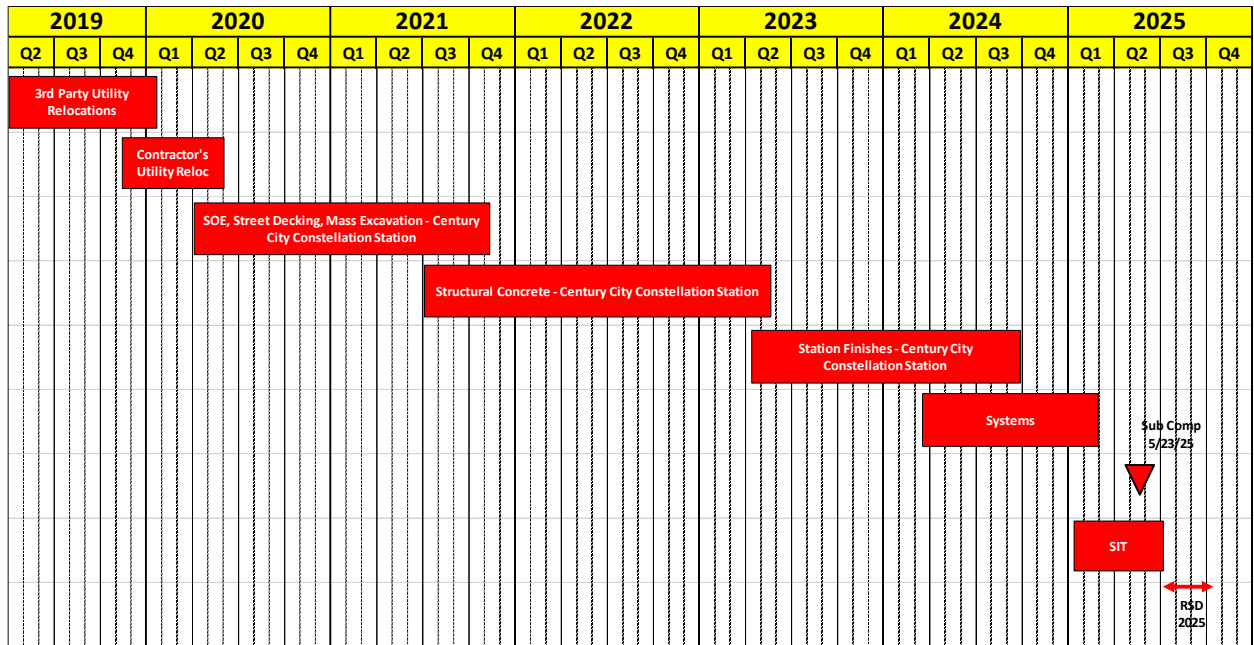 2019 2020 2021 2022 2023 2024 2025
Q2 Q3 Q4 Q1 Q2 Q3 Q4 Q1 Q2 Q3 Q4 Q1 Q2 Q3 Q4 Q1 Q2 Q3 Q4 Q1 Q2 Q3 Q4 Q1 Q2 Q3 Q4
3rd Party Utility
Relocations
Contractor's
Utility Reloc
SOE, Street Decking, Mass Excavation - Century
City Constellation Station
Structural Concrete - Century City Constellation Station
Station Finishes - Century City
Constellation Station
Systems
Sub Comp
5/23/25
SIT
RSD
2025